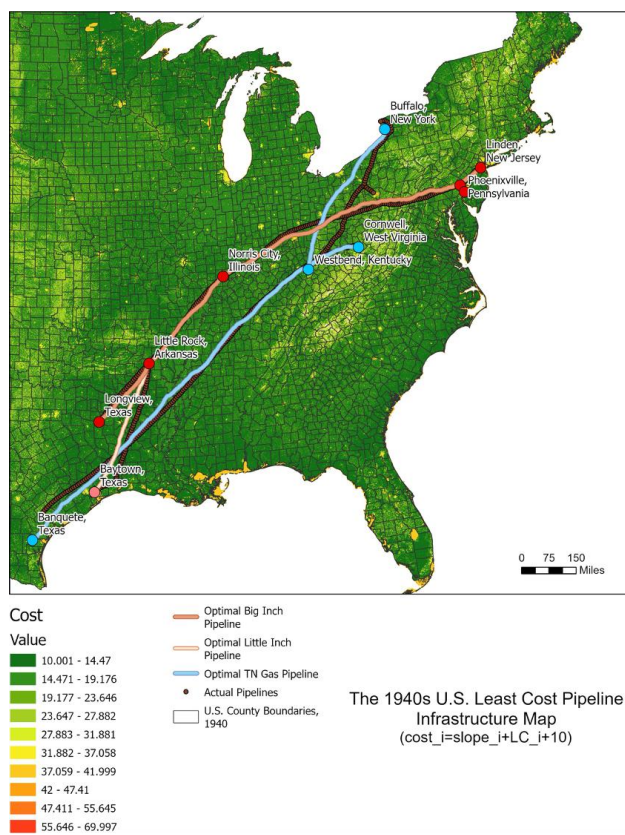 Buffalo,
New York
Linden,
New Jersey
Phoenixville,
Pennsylvania
Cornwell,
West Virginia
Westbend, Kentucky
Norris City,
Illinois
Little Rock,
Arkansas
Longview,
Texas
Baytown,
Texas
Banquete,
Texas
0 75 150
Miles
Cost
Value
10.001 - 14.47
14.471 - 19.176
19.177 - 23.646
23.647 - 27.882
27.883 - 31.881
31.882 - 37.058
37.059 - 41.999
42 - 47.41
47.411 - 55.645
55.646 - 69.997
Optimal Big Inch
Pipeline
Optimal Little Inch
Pipeline
Optimal TN Gas Pipeline
Actual Pipelines
U.S. County Boundaries,
1940
The 1940s U.S. Least Cost Pipeline
Infrastructure Map
(cost_i=slope_i+LC_i+10)